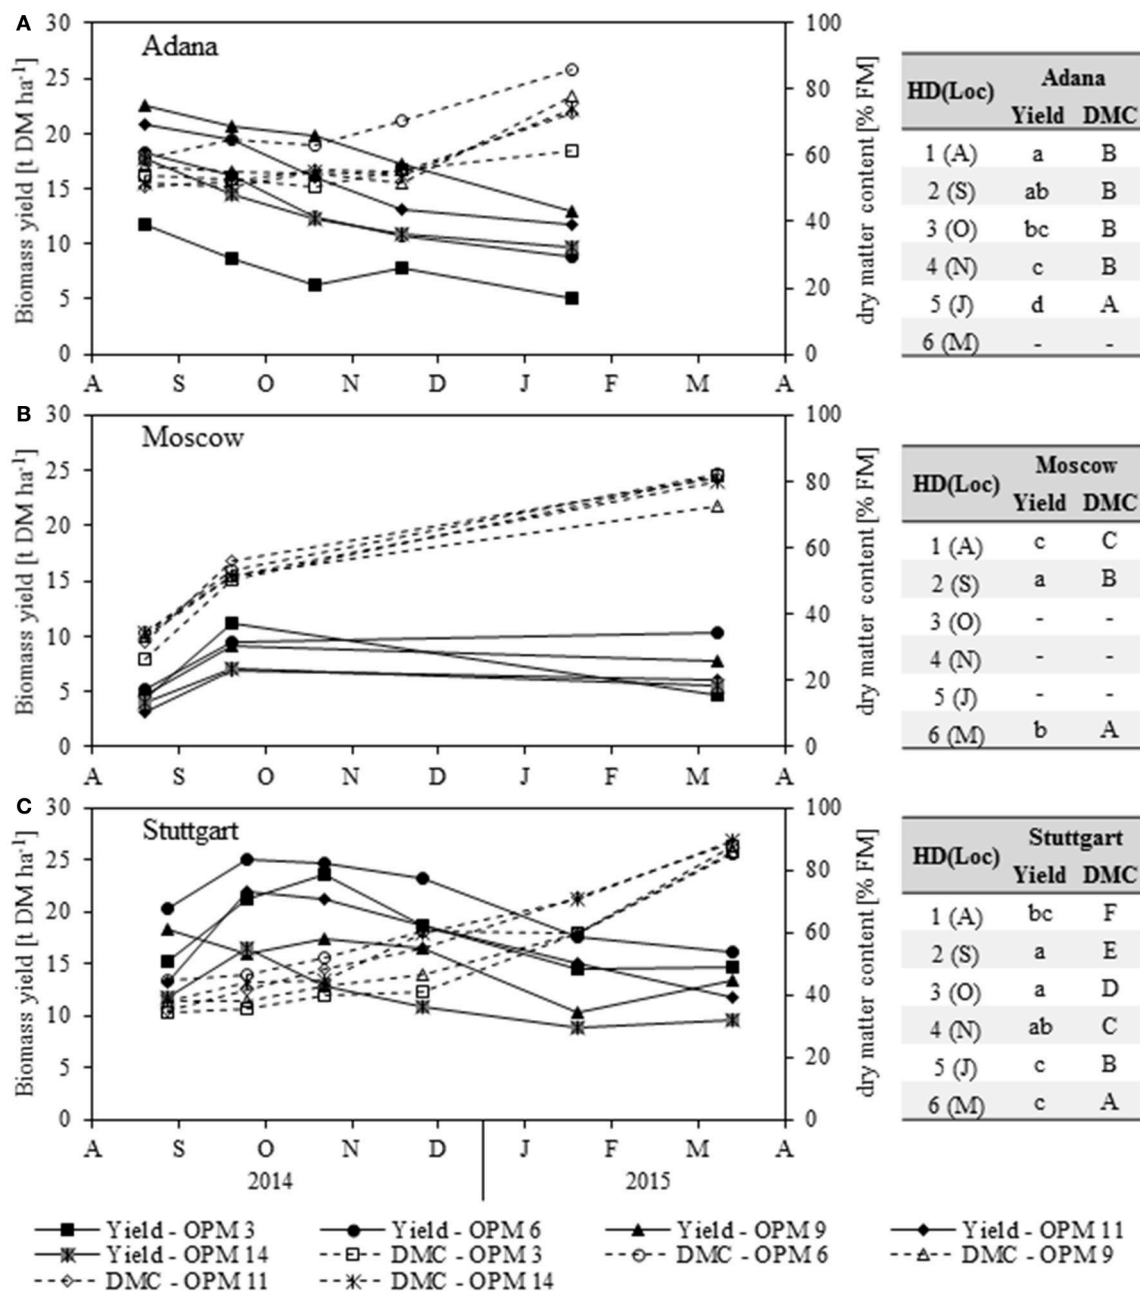 A
Adana
Biomass yield [t DM ha-1]
30
25
20
15
10
5
0
100
80
60
40
20
0
dry matter content [% FM]
A S O N D J F M A
HD(Loc) Adana
Yield DMC
1 (A) a B
2 (S) ab B
3 (O) bc B
4 (N) c B
5 (J) d A
6 (M) - -
B
Moscow
Biomass yield [t DM ha-1]
30
25
20
15
10
5
0
100
80
60
40
20
0
dry matter content [% FM]
A S O N D J F M A
HD(Loc) Moscow
Yield DMC
1 (A) c C
2 (S) a B
3 (O) - -
4 (N) - -
5 (J) - -
6 (M) b A
C
Stuttgart
Biomass yield [t DM ha-1]
30
25
20
15
10
5
0
100
80
60
40
20
0
dry matter content [% FM]
A S O N D J F M A
2014 2015
HD(Loc) Stuttgart
Yield DMC
1 (A) bc F
2 (S) a E
3 (O) a D
4 (N) ab C
5 (J) c B
6 (M) c A
Yield - OPM 3 Yield - OPM 6 Yield - OPM 9 Yield - OPM 11
Yield - OPM 14 DMC - OPM 3 DMC - OPM 6 DMC - OPM 9
DMC - OPM 11 DMC - OPM 14